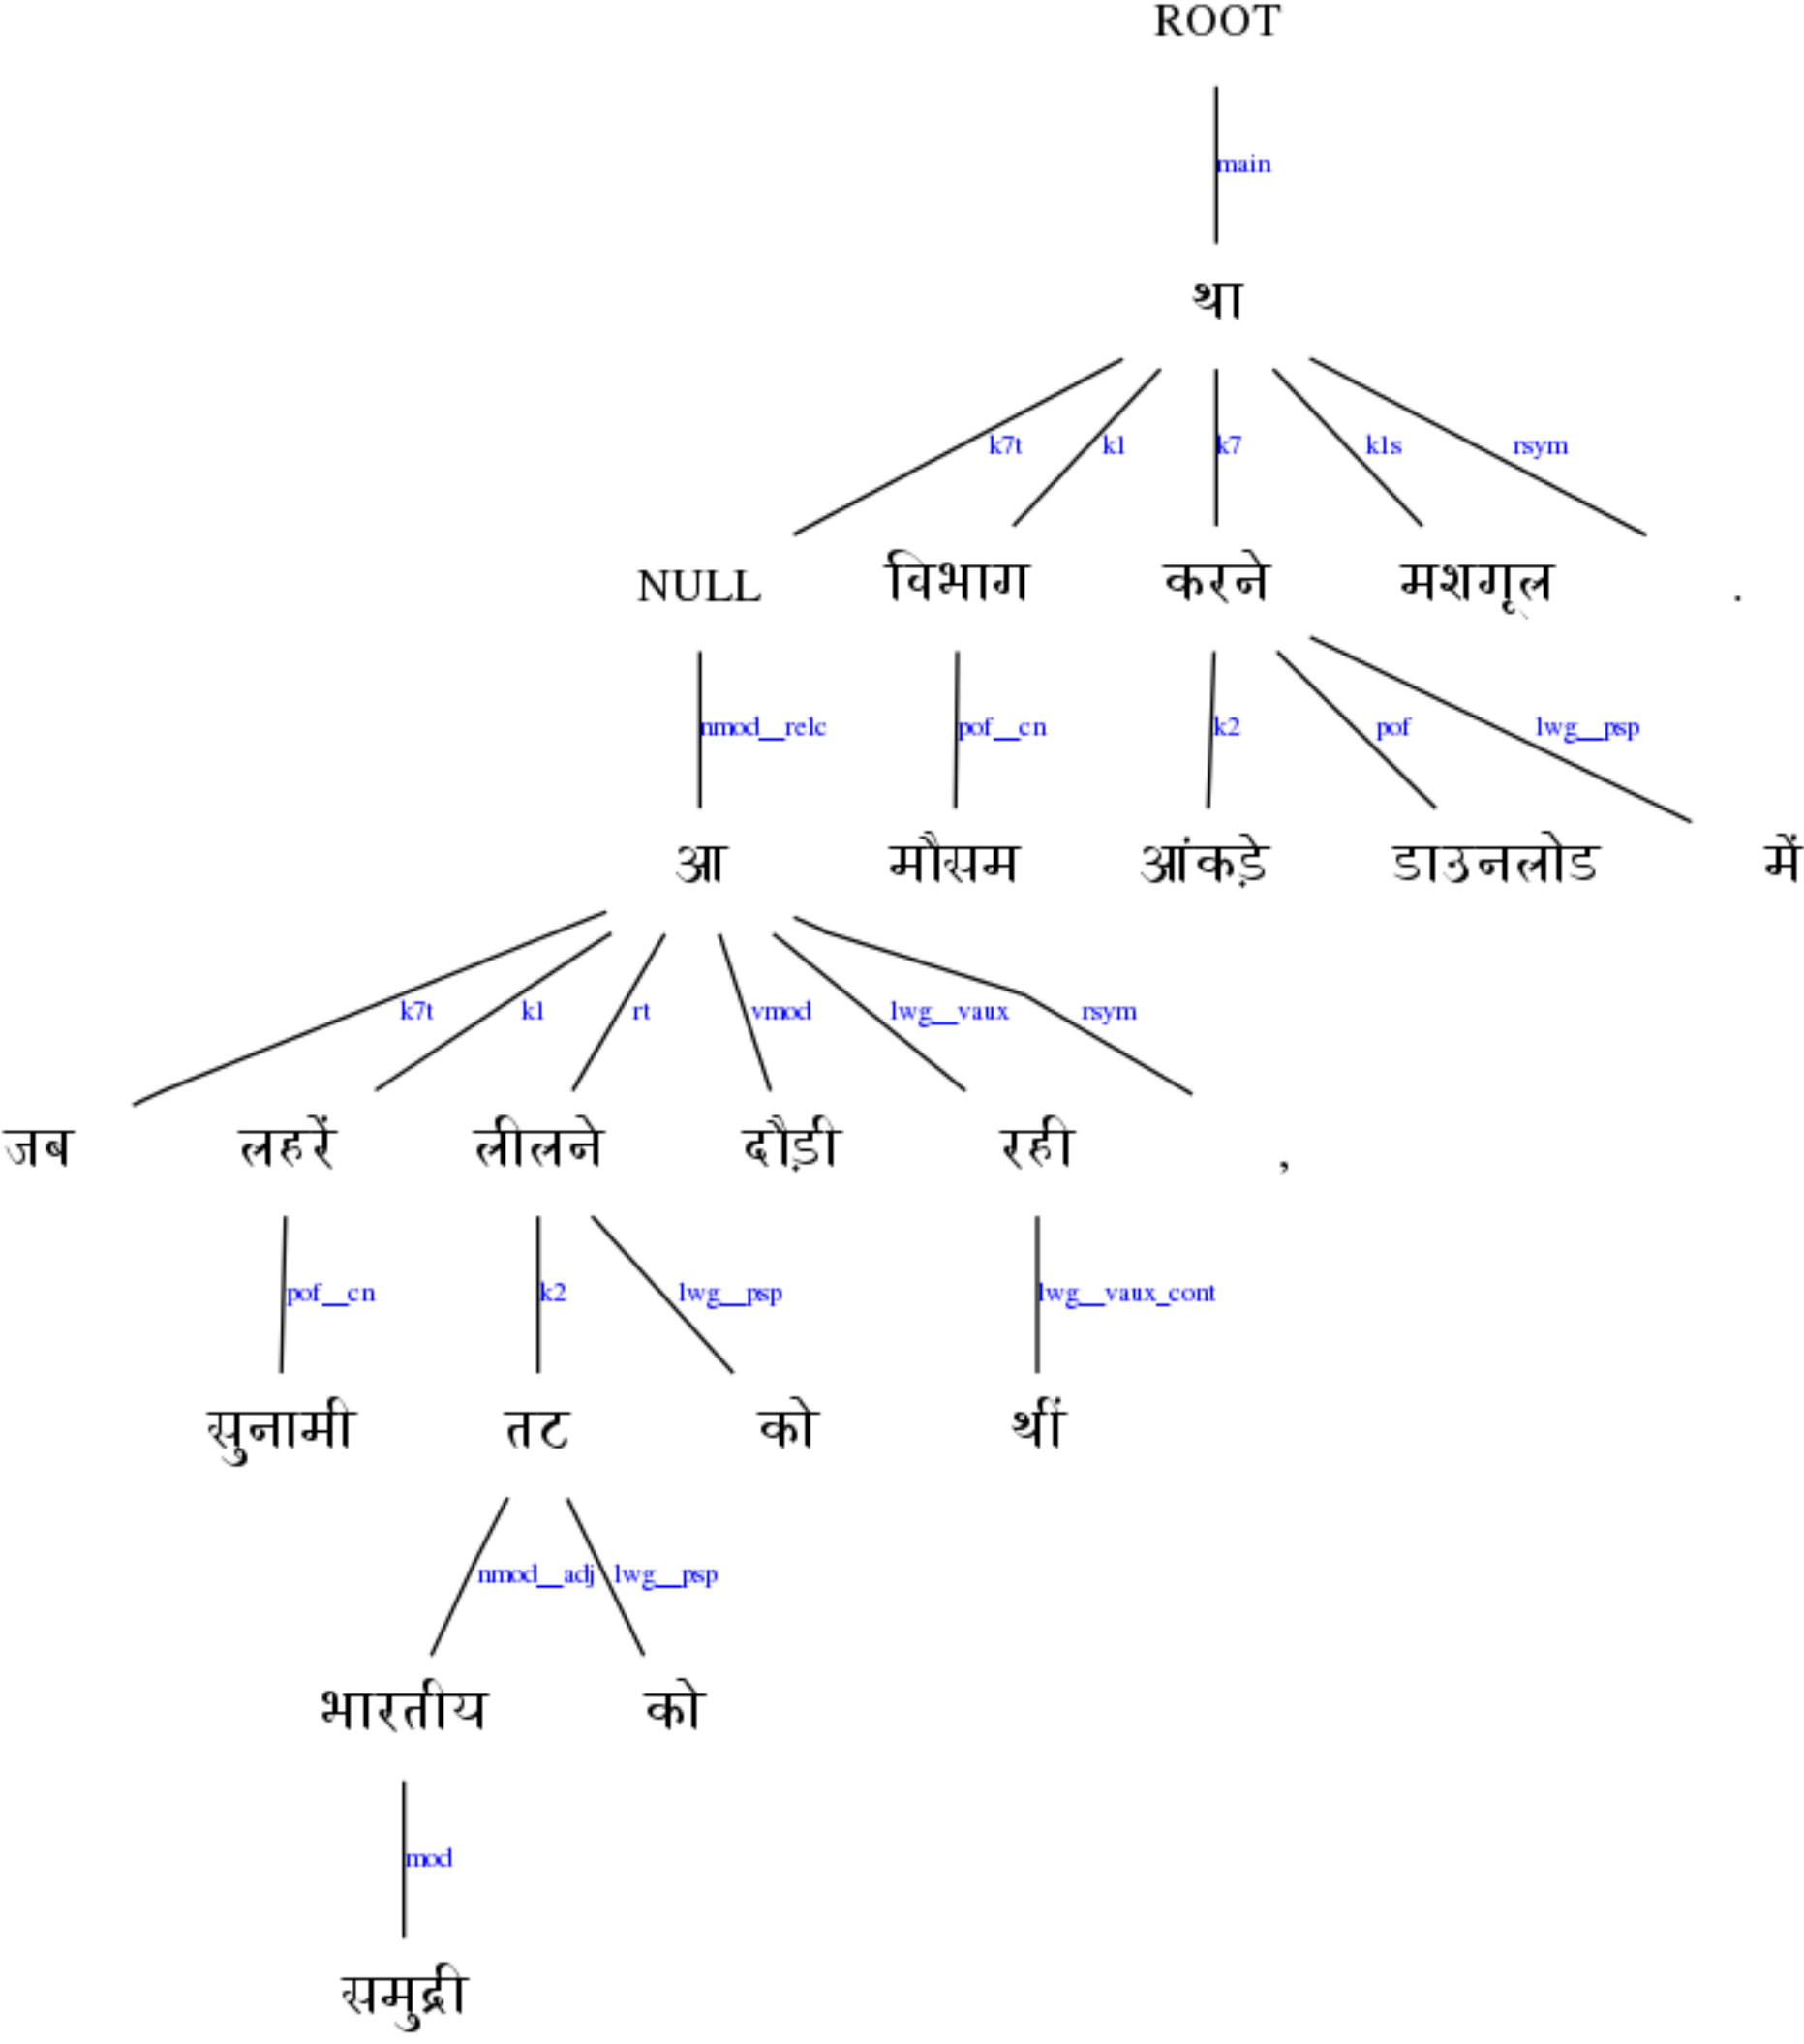 ROOT
main
था
k7t k1 k7 k1s rsym
NULL विभाग करने मशगूल .
nmod__relc pof__cn k2 pof lwg__psp
आ मौसम आंकड़े डाउनलोड में
k7t k1 rt vmod lwg__vaux rsym
जब लहरें लीलने दौड़ी रही ,
pof__cn k2 lwg__psp lwg__vaux_cont
सुनामी तट को थीं
nmod__adj lwg__psp
भारतीय को
mod
समुद्री